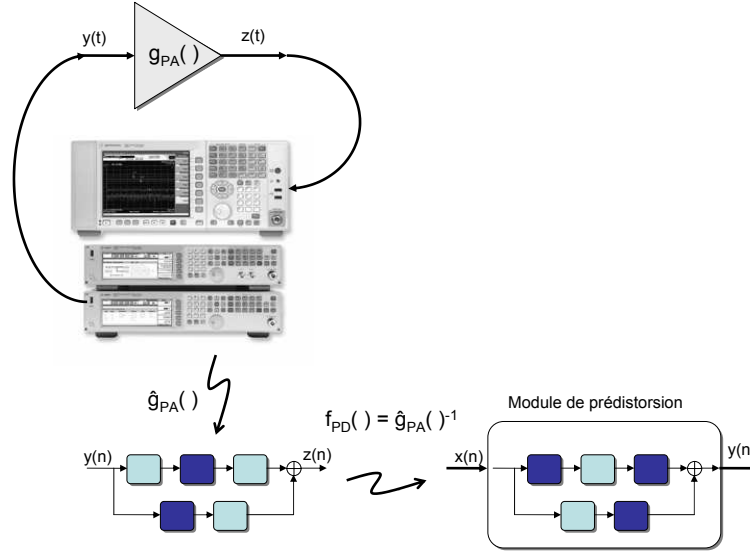 y(t)
g_PA( )
z(t)
ĝ_PA( )
f_PD( ) = ĝ_PA( )^-1
Module de prédistorsion
y(n)
z(n)
x(n)
y(n